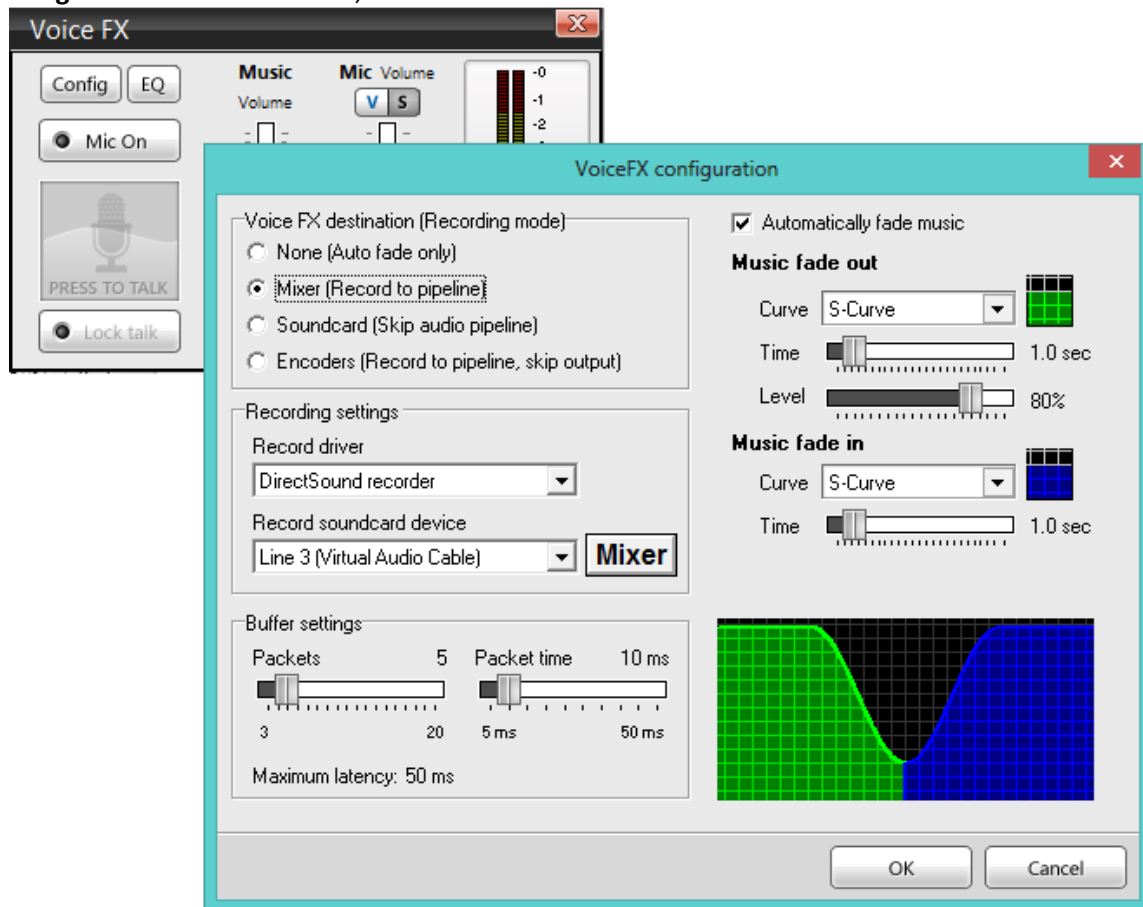 Voice FX
Config EQ
Music Mic Volume
Volume V S
Mic On
-0
-1
-2
PRESS TO TALK
Lock talk
VoiceFX configuration
Voice FX destination (Recording mode)
None (Auto fade only)
Mixer (Record to pipeline)
Soundcard (Skip audio pipeline)
Encoders (Record to pipeline, skip output)
Recording settings
Record driver
DirectSound recorder
Record soundcard device
Line 3 (Virtual Audio Cable) Mixer
Buffer settings
Packets 5 Packet time 10 ms
3 20 5 ms 50 ms
Maximum latency: 50 ms
Automatically fade music
Music fade out
Curve S-Curve
Time 1.0 sec
Level 80%
Music fade in
Curve S-Curve
Time 1.0 sec
OK Cancel